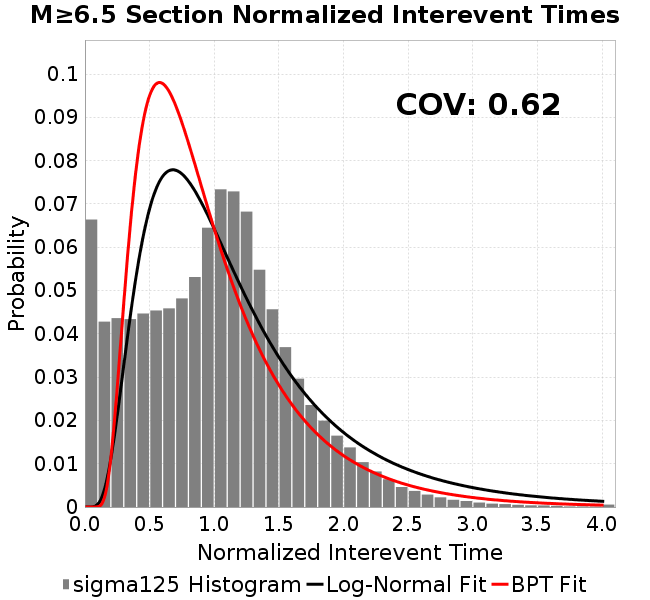 M≥6.5 Section Normalized Interevent Times
COV: 0.62
Probability
0.1
0.09
0.08
0.07
0.06
0.05
0.04
0.03
0.02
0.01
0
0.0 0.5 1.0 1.5 2.0 2.5 3.0 3.5 4.0
Normalized Interevent Time
sigma125 Histogram Log-Normal Fit BPT Fit